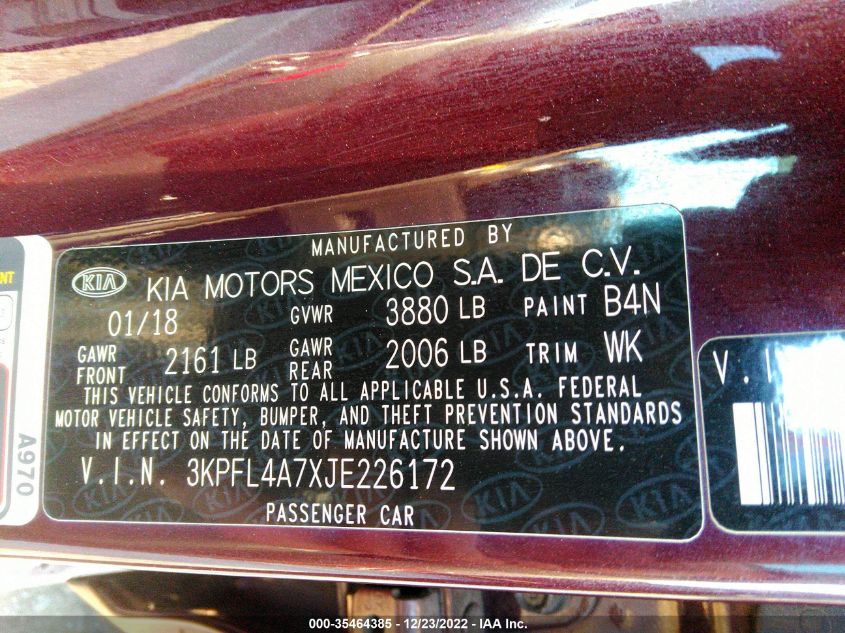 MANUFACTURED BY
KIA KIA MOTORS MEXICO S.A. DE C.V.
01/18 GVWR 3880 LB PAINT B4N
GAWR FRONT 2161 LB GAWR REAR 2006 LB TRIM WK
THIS VEHICLE CONFORMS TO ALL APPLICABLE U.S.A. FEDERAL
MOTOR VEHICLE SAFETY, BUMPER, AND THEFT PREVENTION STANDARDS
IN EFFECT ON THE DATE OF MANUFACTURE SHOWN ABOVE.
V.I.N. 3KPFL4A7XJE226172
PASSENGER CAR
A970
000-35464385 - 12/23/2022 - IAA Inc.